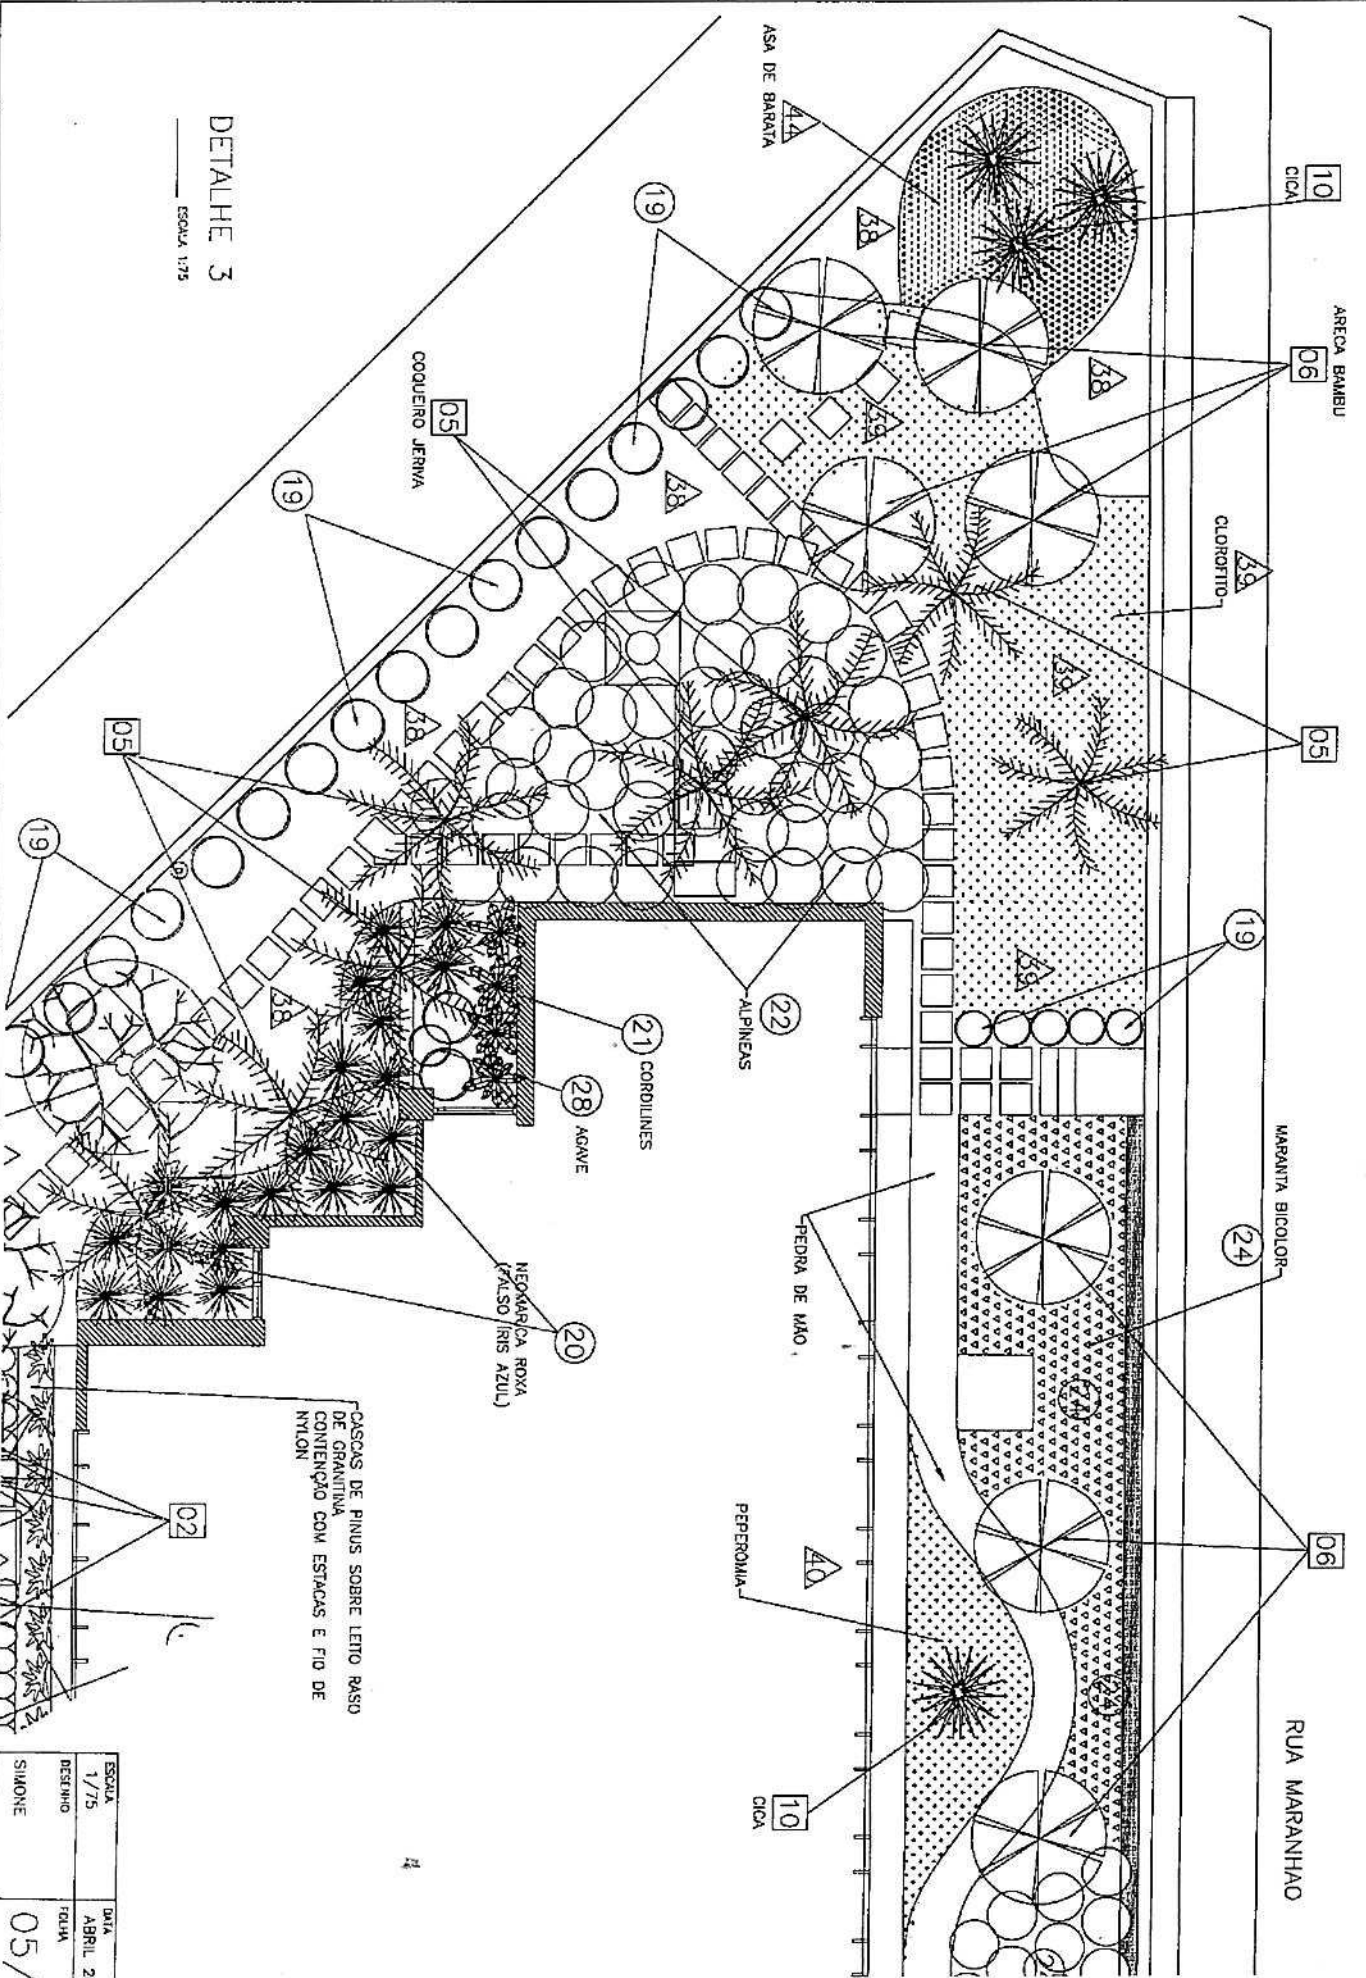 10
CICA
ARECA BAMBU
06
39
CLOROFITO
05
19
MARANTA BICOLOR
24
06
RUA MARANHAO
ASA DE BARATA
44
38
38
39
39
39
19
38
COQUEIRO JERIVA
05
19
38
05
19
38
22
ALPINEAS
21 CORDILINES
28 AGAVE
20
NEOMARICA ROXA
(FALSO IRIS AZUL)
PEDRA DE MÃO
24
24
PEPEROMIA
40
10
CICA
CASCAS DE PINUS SOBRE LEITO RASO
DE GRANITINA
CONTENÇÃO COM ESTACAS E FIO DE
NYLON
02
DETALHE 3
ESCALA 1:75
ESCALA
1/75
DATA
ABRIL 2
DESENHO
SIMONE
FOLHA
05/